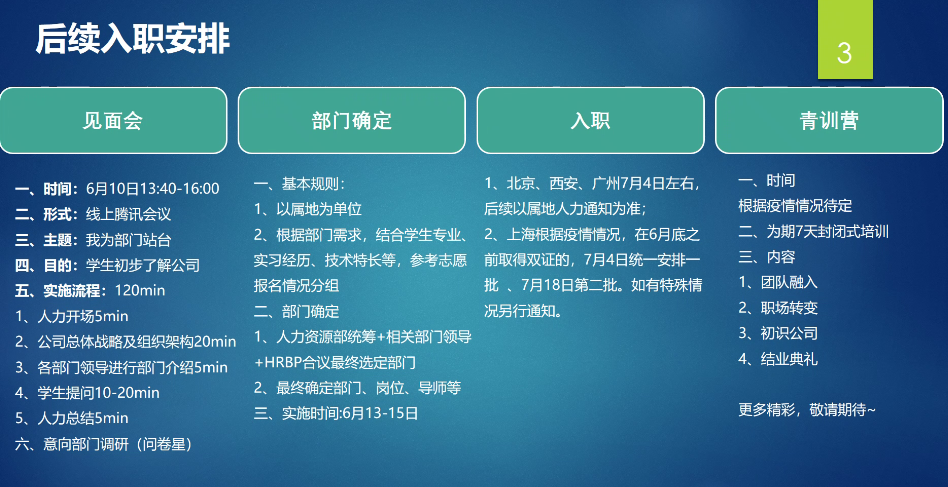 后续入职安排
3
见面会
一、时间：6月10日13:40-16:00
二、形式：线上腾讯会议
三、主题：我为部门站台
四、目的：学生初步了解公司
五、实施流程：120min
1、人力开场5min
2、公司总体战略及组织架构20min
3、各部门领导进行部门介绍5min
4、学生提问10-20min
5、人力总结5min
六、意向部门调研（问卷星）
部门确定
一、基本规则：
1、以属地为单位
2、根据部门需求，结合学生专业、
实习经历、技术特长等，参考志愿
报名情况分组
二、部门确定
1、人力资源部统筹+相关部门领导
+HRBP合议最终选定部门
2、最终确定部门、岗位、导师等
三、实施时间:6月13-15日
入职
1、北京、西安、广州7月4日左右，
后续以属地人力通知为准；
2、上海根据疫情情况，在6月底之
前取得双证的，7月4日统一安排一
批 、7月18日第二批。如有特殊情
况另行通知。
青训营
一、时间
根据疫情情况待定
二、为期7天封闭式培训
三、内容
1、团队融入
2、职场转变
3、初识公司
4、结业典礼
更多精彩，敬请期待~